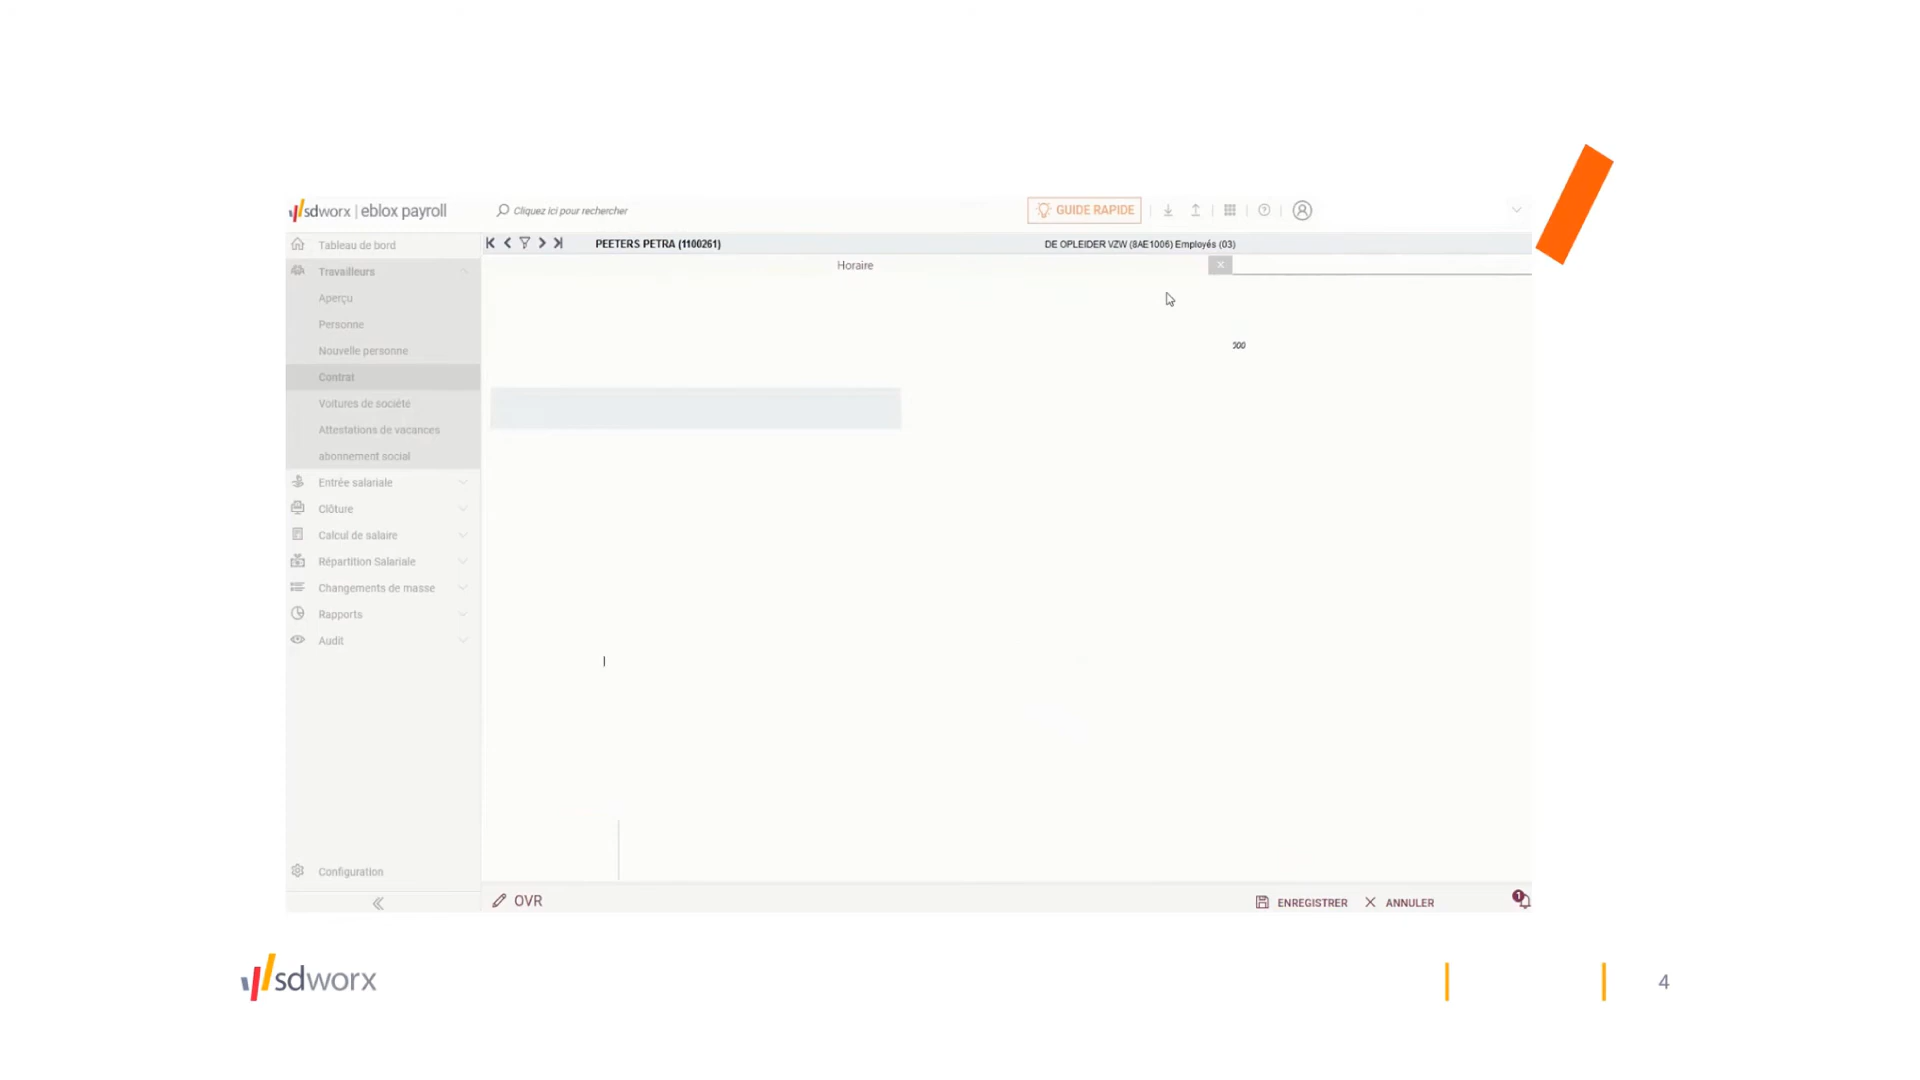 sdworx | eblox payroll
Cliquez ici pour rechercher
GUIDE RAPIDE
Tableau de bord
PEETERS PETRA (1100261)
DE OPLEIDER VZW (8AE1006) Employés (03)
Horaire
Travailleurs
Aperçu
Personne
Nouvelle personne
Contrat
Voitures de société
Attestations de vacances
abonnement social
Entrée salariale
Clôture
Calcul de salaire
Répartition Salariale
Changements de masse
Rapports
Audit
Configuration
OVR
ENREGISTRER
ANNULER
1
sdworx
4